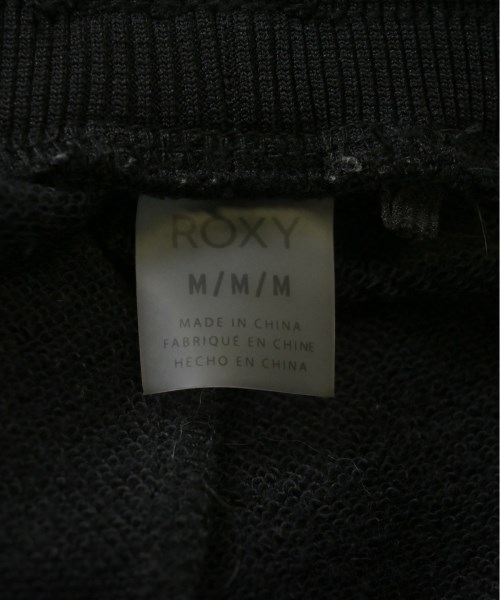 ROXY
M/M/M
MADE IN CHINA
FABRIQUÉ EN CHINE
HECHO EN CHINA